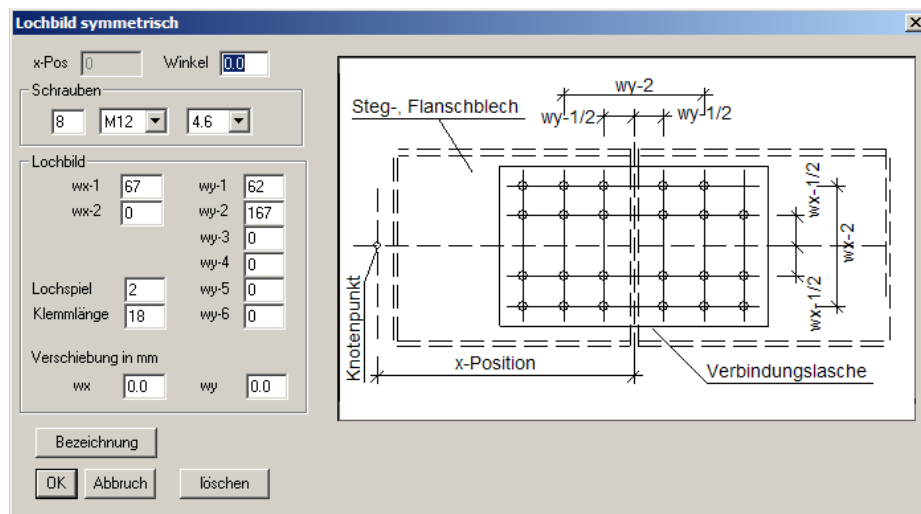 Lochbild symmetrisch
x-Pos 0 Winkel 0.0
Schrauben
8 M12 4.6
Lochbild
wx-1 67 wy-1 62
wx-2 0 wy-2 167
wy-3 0
wy-4 0
Lochspiel 2 wy-5 0
Klemmlänge 18 wy-6 0
Verschiebung in mm
wx 0.0 wy 0.0
Bezeichnung
OK Abbruch löschen
wy-2
Steg-, Flanschblech
wy-1/2 wy-1/2
wx-1/2
wx-2
wx-1/2
Knotenpunkt
x-Position
Verbindungslasche